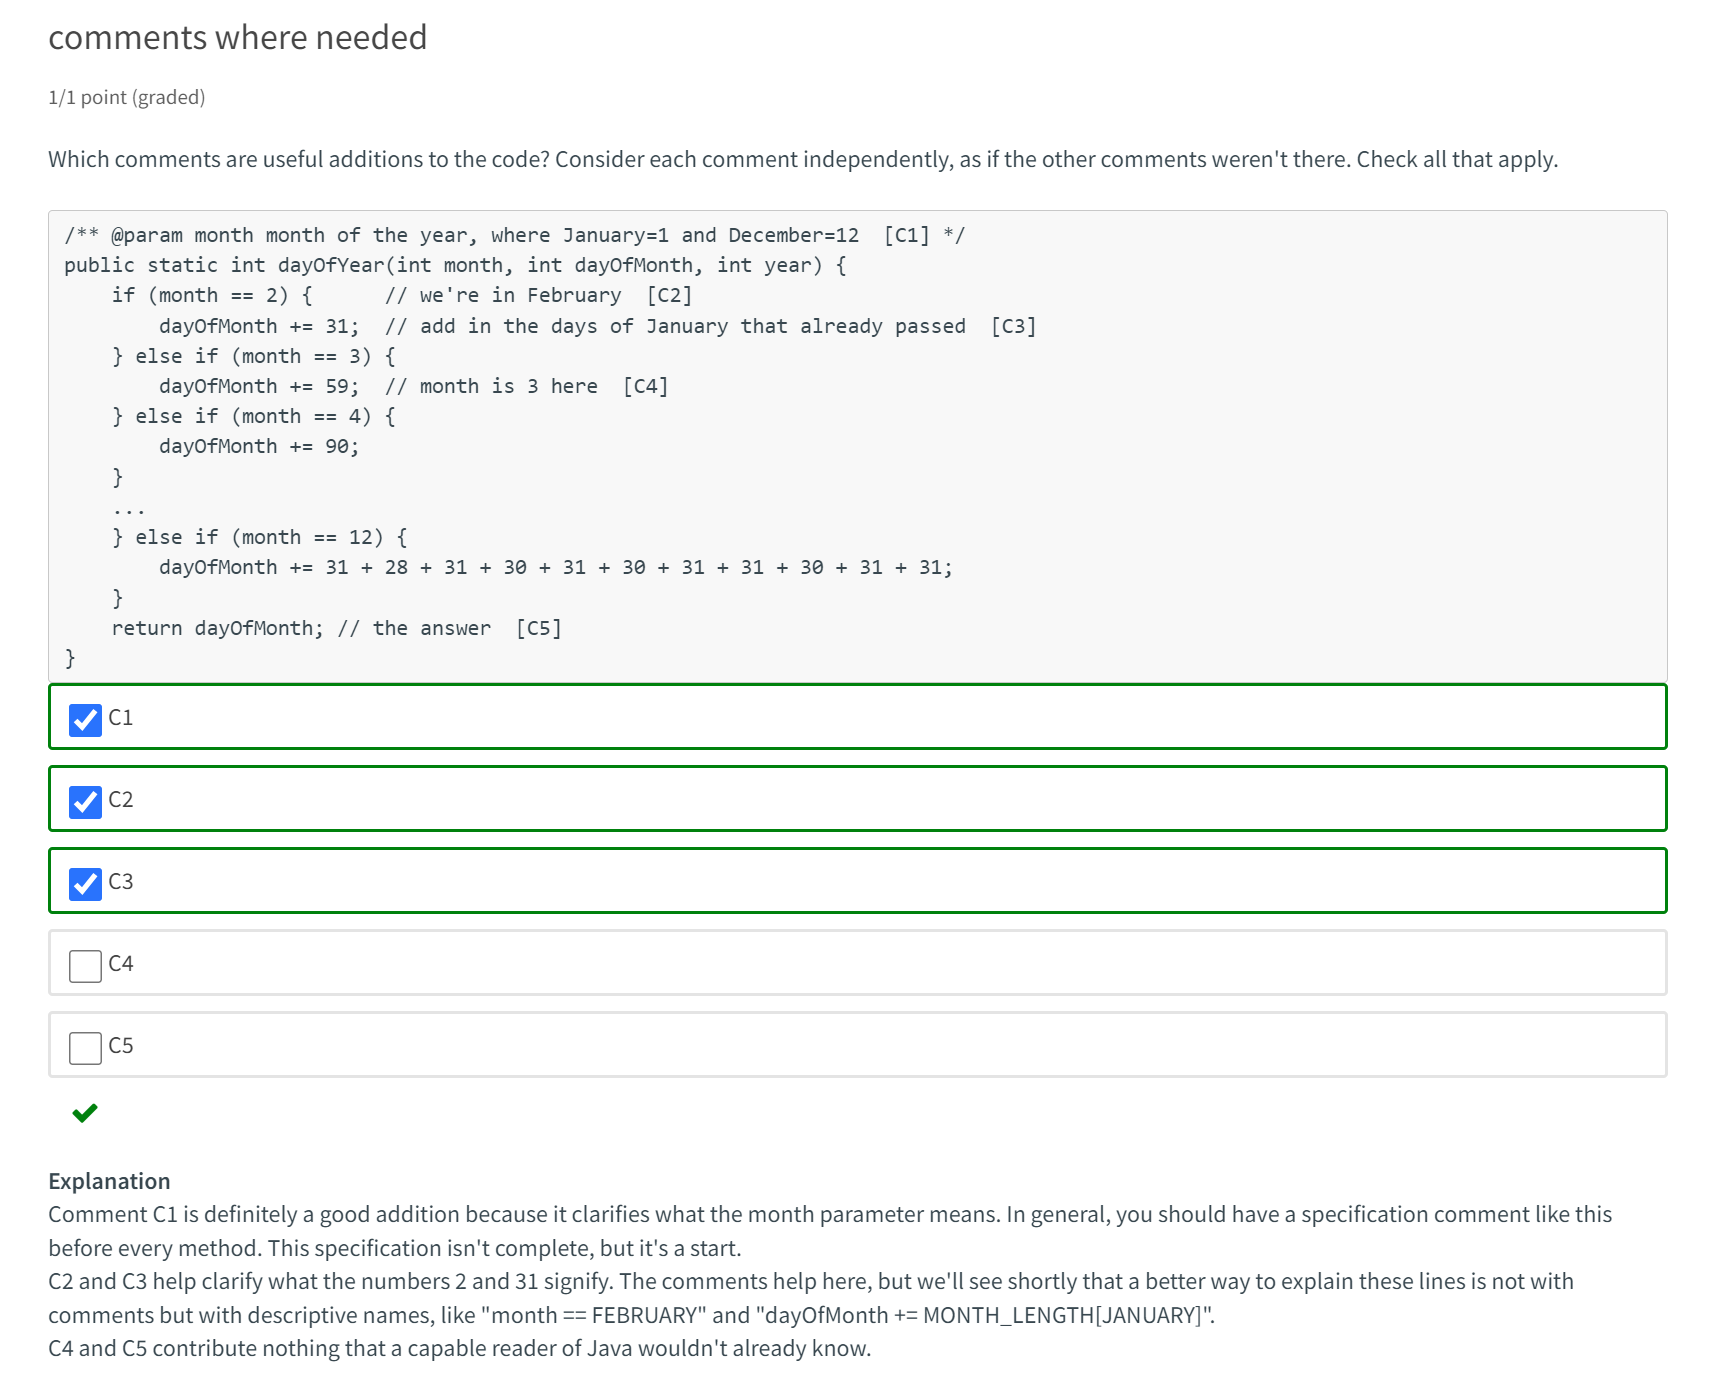 comments where needed
1/1 point (graded)
Which comments are useful additions to the code? Consider each comment independently, as if the other comments weren't there. Check all that apply.
/** @param month month of the year, where January=1 and December=12  [C1] */
public static int dayOfYear(int month, int dayOfMonth, int year) {
    if (month == 2) {      // we're in February  [C2]
        dayOfMonth += 31;  // add in the days of January that already passed  [C3]
    } else if (month == 3) {
        dayOfMonth += 59;  // month is 3 here  [C4]
    } else if (month == 4) {
        dayOfMonth += 90;
    }
    ...
    } else if (month == 12) {
        dayOfMonth += 31 + 28 + 31 + 30 + 31 + 30 + 31 + 31 + 30 + 31 + 31;
    }
    return dayOfMonth; // the answer  [C5]
}
C1
C2
C3
C4
C5
Explanation
Comment C1 is definitely a good addition because it clarifies what the month parameter means. In general, you should have a specification comment like this
before every method. This specification isn't complete, but it's a start.
C2 and C3 help clarify what the numbers 2 and 31 signify. The comments help here, but we'll see shortly that a better way to explain these lines is not with
comments but with descriptive names, like "month == FEBRUARY" and "dayOfMonth += MONTH_LENGTH[JANUARY]".
C4 and C5 contribute nothing that a capable reader of Java wouldn't already know.